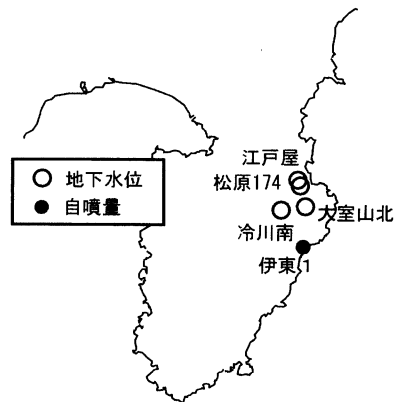 江戸屋
松原174
地下水位
自噴量
大室山北
冷川南
伊東1